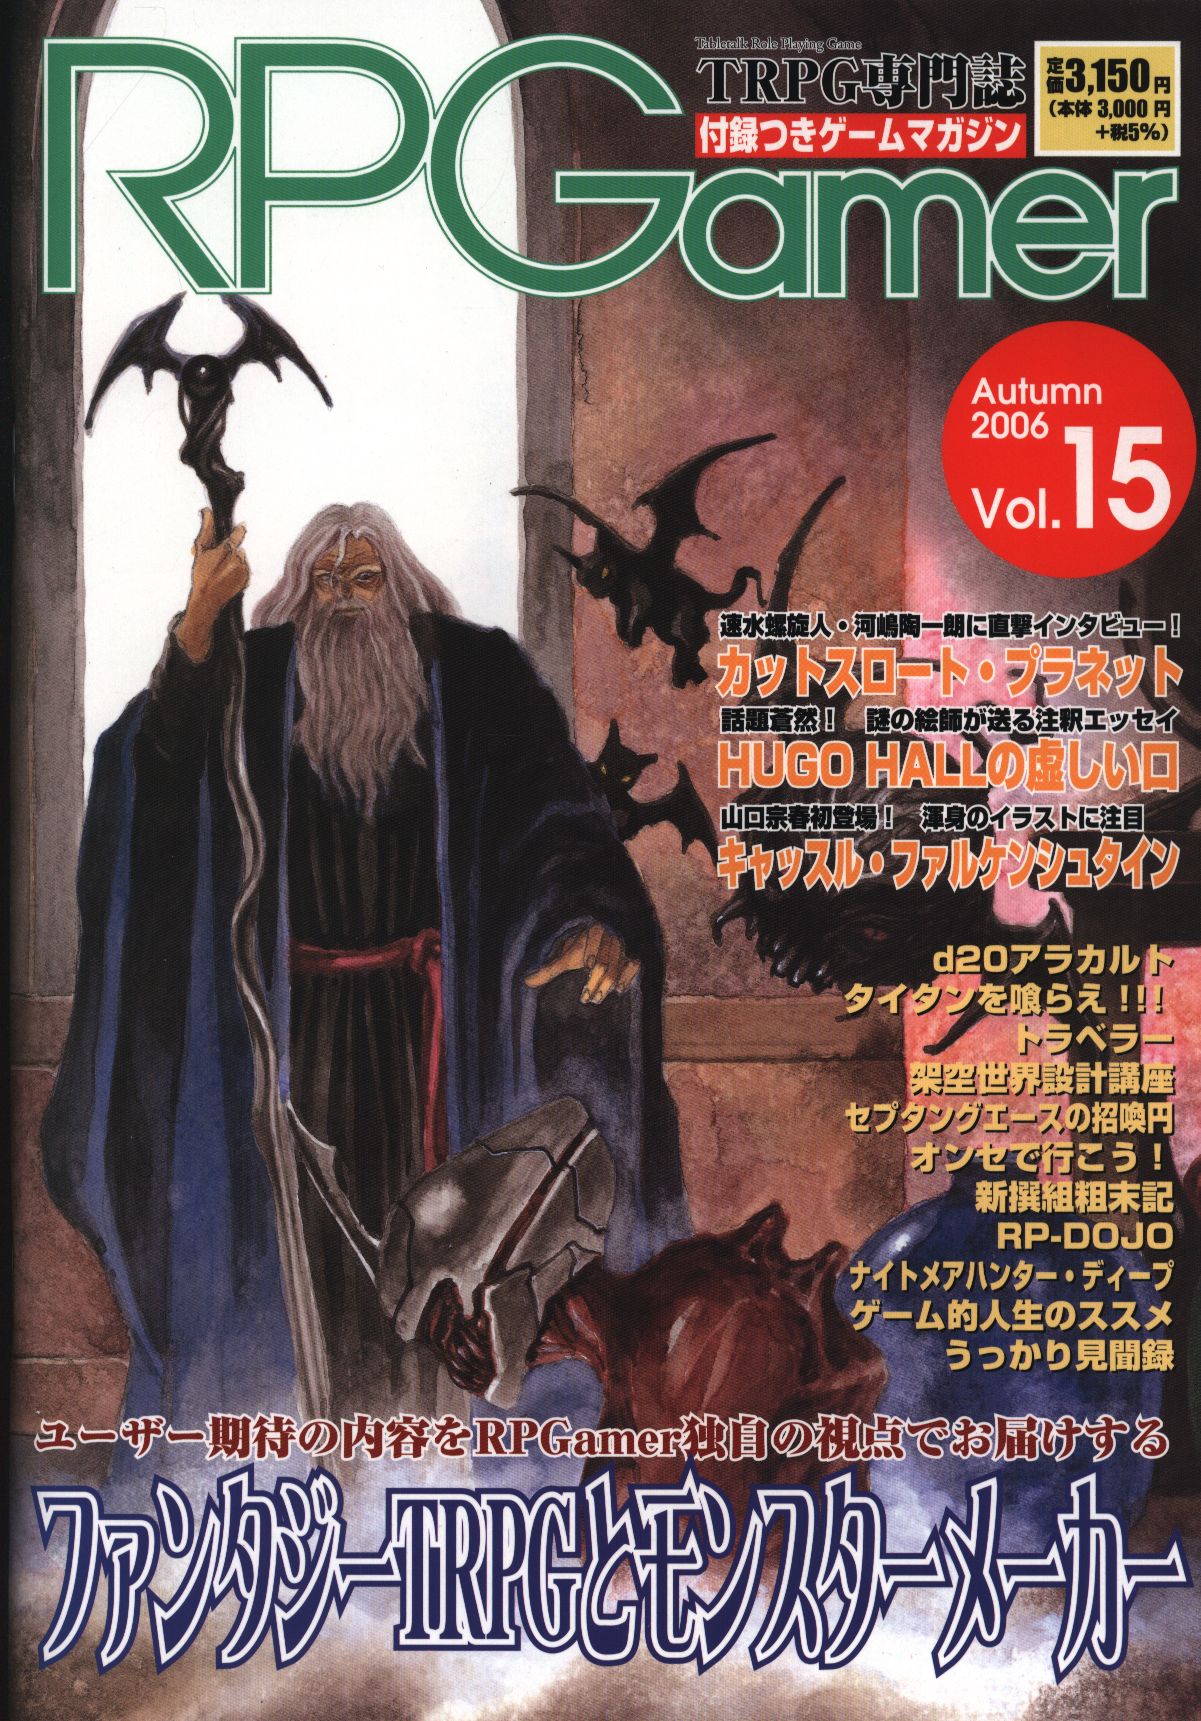 RPGamer
Tabletalk Role Playing Game
TRPG専門誌
付録つきゲームマガジン
定価3,150円
(本体 3,000 円
+税5%)
Autumn
2006
Vol.15
速水螺旋人・河嶋陶一朗に直撃インタビュー!
カットスロート・プラネット
話題蒼然! 謎の絵師が送る注釈エッセイ
HUGO HALLの虚しい口
山口宗春初登場! 渾身のイラストに注目
キャッスル・ファルケンシュタイン
d20アラカルト
タイタンを喰らえ!!!
トラベラー
架空世界設計講座
セプタングエースの招喚円
オンセで行こう!
新撰組粗末記
RP-DOJO
ナイトメアハンター・ディープ
ゲーム的人生のススメ
うっかり見聞録
ユーザー期待の内容をRPGamer独自の視点でお届けする
ファンタジーTRPGとモンスターメーカー